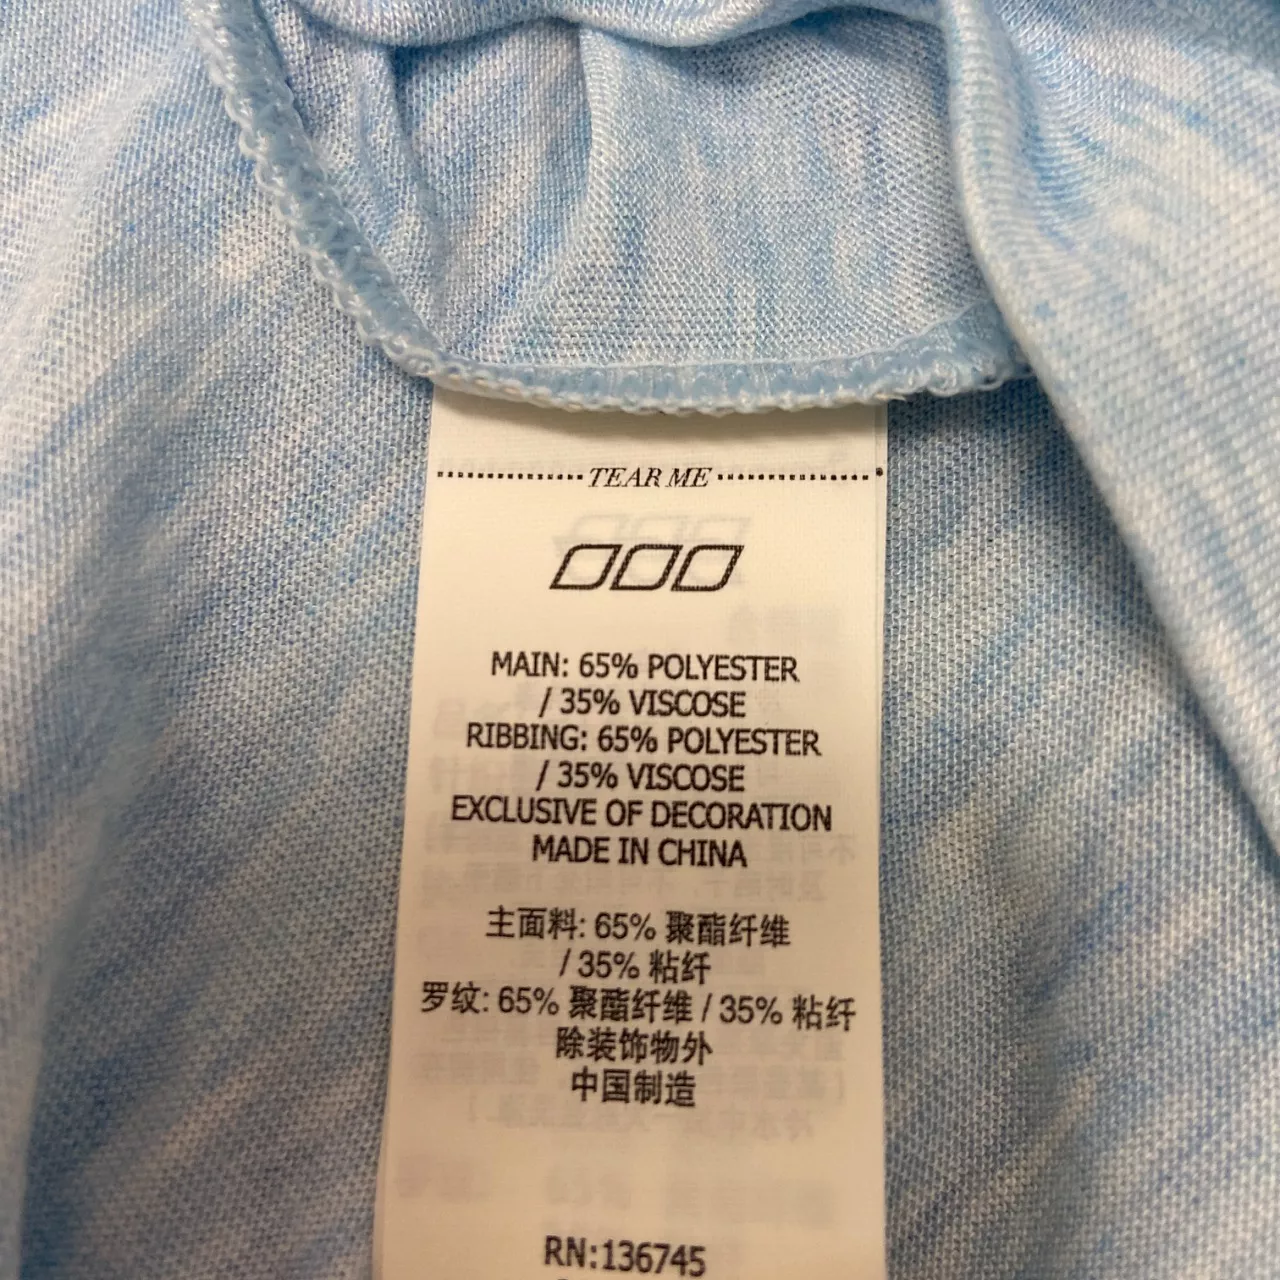 TEAR ME
MAIN: 65% POLYESTER
/ 35% VISCOSE
RIBBING: 65% POLYESTER
/ 35% VISCOSE
EXCLUSIVE OF DECORATION
MADE IN CHINA
主面料: 65% 聚酯纤维
/ 35% 粘纤
罗纹: 65% 聚酯纤维 / 35% 粘纤
除装饰物外
中国制造
RN:136745